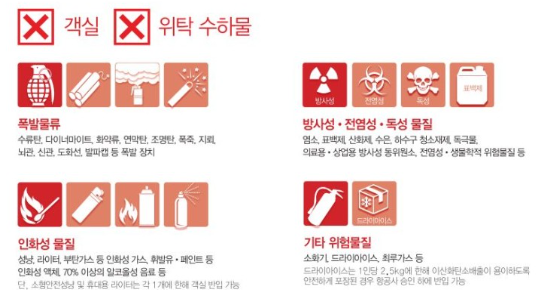 객실 위탁 수하물
방사성 전염성 독성 표백제
폭발물류
수류탄, 다이너마이트, 화약류, 연막탄, 조명탄, 폭죽, 지뢰,
뇌관, 신관, 도화선, 발파캡 등 폭발 장치
방사성・전염성・독성 물질
염소, 표백제, 산화제, 수은, 하수구 청소재제, 독극물,
의료용・상업용 방사성 동위원소, 전염성・생물학적 위험물질 등
드라이아이스
인화성 물질
성냥, 라이터, 부탄가스 등 인화성 가스, 휘발유・페인트 등
인화성 액체, 70% 이상의 알코올성 음료 등
단, 소형안전성냥 및 휴대용 라이터는 각 1개에 한해 객실 반입 가능
기타 위험물질
소화기, 드라이아이스, 최루가스 등
드라이아이스는 1인당 2.5kg에 한해 이산화탄소배출이 용이하도록
안전하게 포장된 경우 항공사 승인 하에 반입 가능